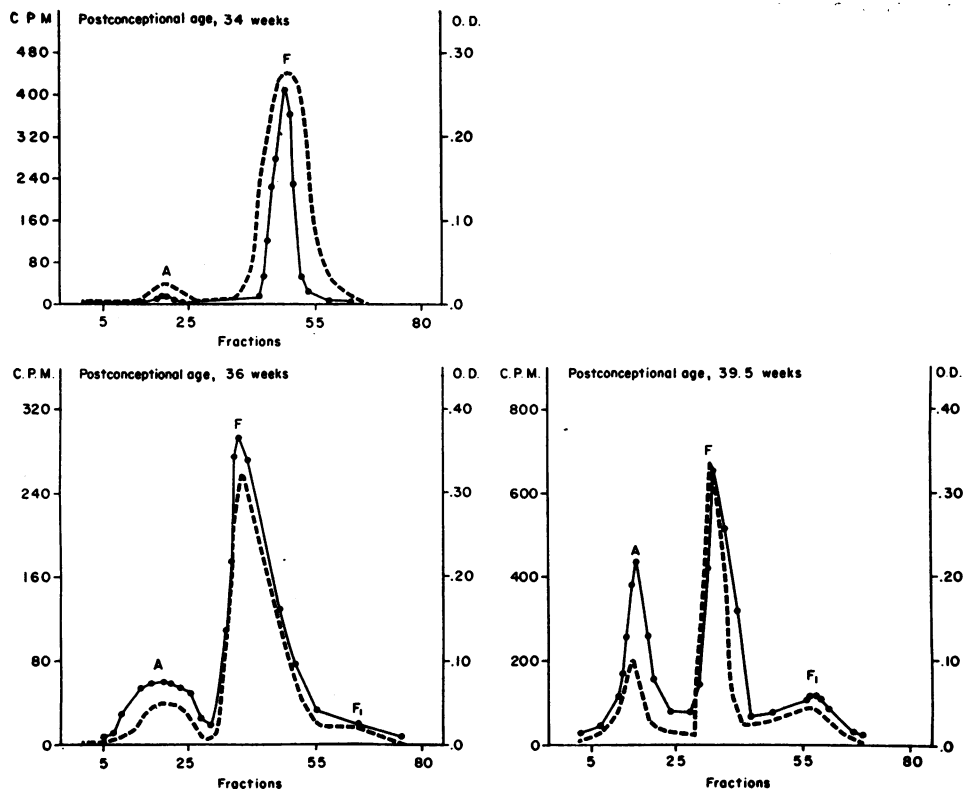 C P M Postconceptional age, 34 weeks O.D.
480 .30
F
400
320 .20
240
160 .10
80 A
0 .0
5 25 55 80
Fractions
C.P.M. Postconceptional age, 36 weeks O.D.
320 .40
F
240 .30
160 .20
80 A .10
F₁
0 .0
5 25 55 80
Fractions
C.P.M. Postconceptional age, 39.5 weeks O.D.
800 .40
F
600 .30
A
400 .20
200 F₁ .10
0 .0
5 25 55 80
Fractions